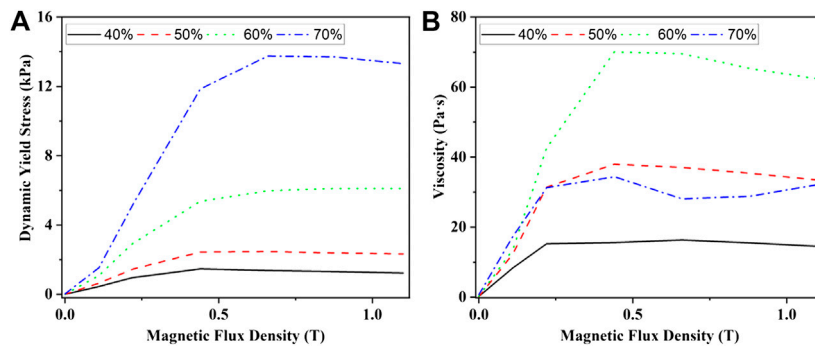 A
40% 50% 60% 70%
Dynamic Yield Stress (kPa)
16
12
8
4
0
0.0 0.5 1.0
Magnetic Flux Density (T)
B
40% 50% 60% 70%
Viscosity (Pa·s)
80
60
40
20
0
0.0 0.5 1.0
Magnetic Flux Density (T)